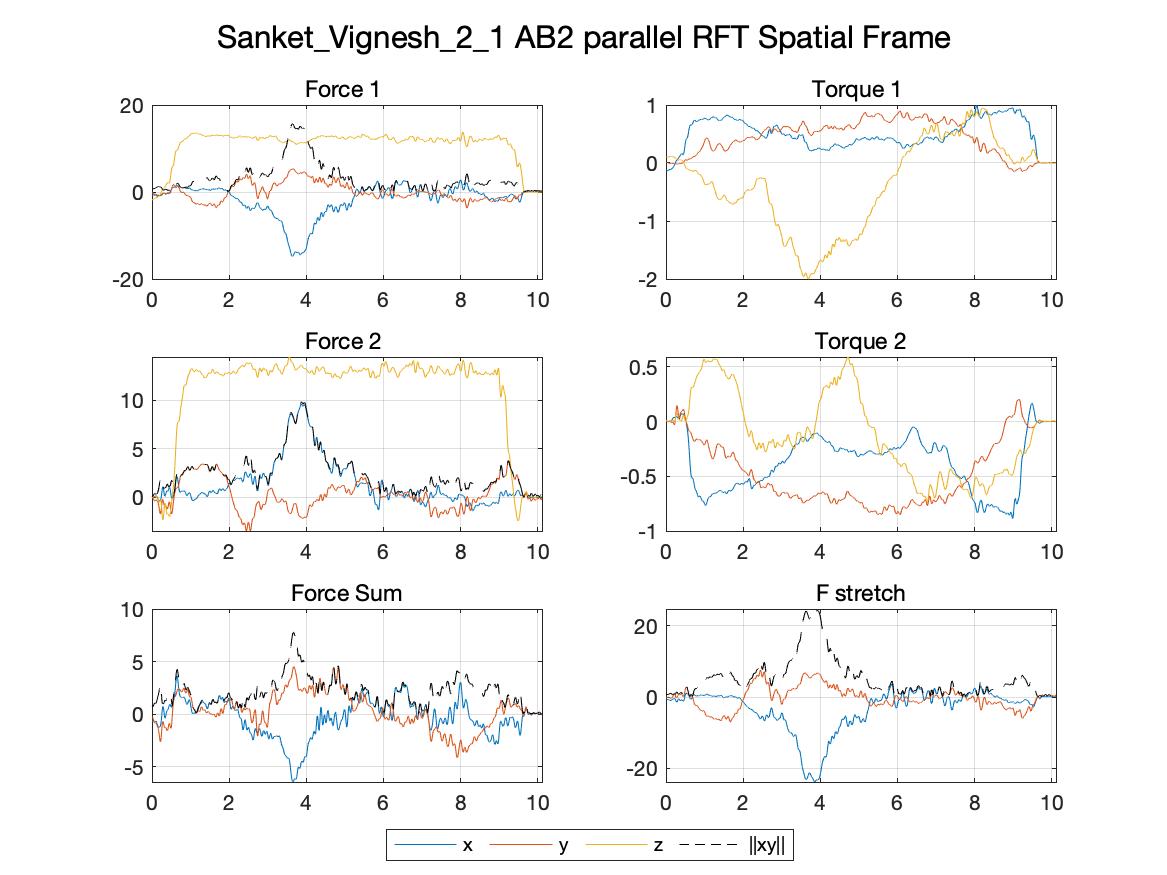 Sanket_Vignesh_2_1 AB2 parallel RFT Spatial Frame
Force 1
20
0
-20
0 2 4 6 8 10
Torque 1
1
0
-1
-2
0 2 4 6 8 10
Force 2
10
5
0
0 2 4 6 8 10
Torque 2
0.5
0
-0.5
-1
0 2 4 6 8 10
Force Sum
10
5
0
-5
0 2 4 6 8 10
F stretch
20
0
-20
0 2 4 6 8 10
x y z ||xy||